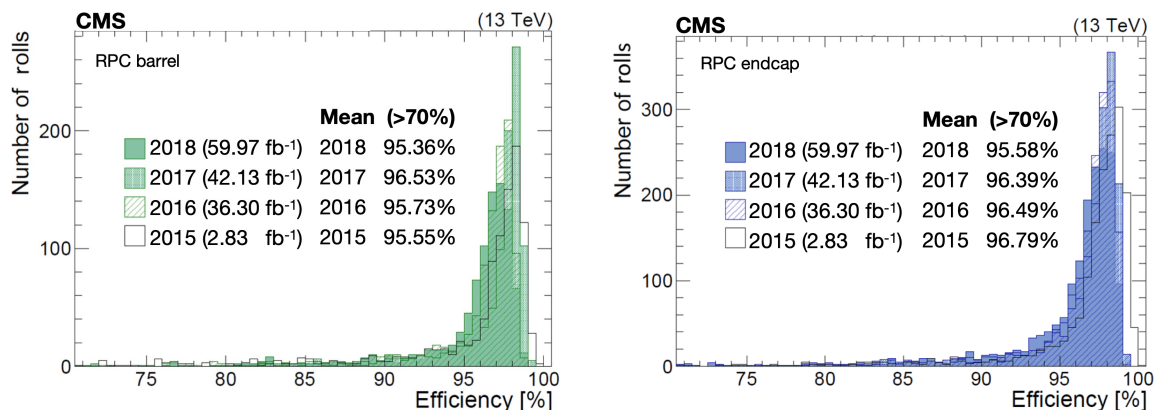 CMS
(13 TeV)
RPC barrel
Number of rolls
Mean (>70%)
2018 (59.97 fb⁻¹) 2018 95.36%
2017 (42.13 fb⁻¹) 2017 96.53%
2016 (36.30 fb⁻¹) 2016 95.73%
2015 (2.83 fb⁻¹) 2015 95.55%
200
100
0
75 80 85 90 95 100
Efficiency [%]
CMS
(13 TeV)
RPC endcap
Number of rolls
Mean (>70%)
2018 (59.97 fb⁻¹) 2018 95.58%
2017 (42.13 fb⁻¹) 2017 96.39%
2016 (36.30 fb⁻¹) 2016 96.49%
2015 (2.83 fb⁻¹) 2015 96.79%
300
200
100
0
75 80 85 90 95 100
Efficiency [%]